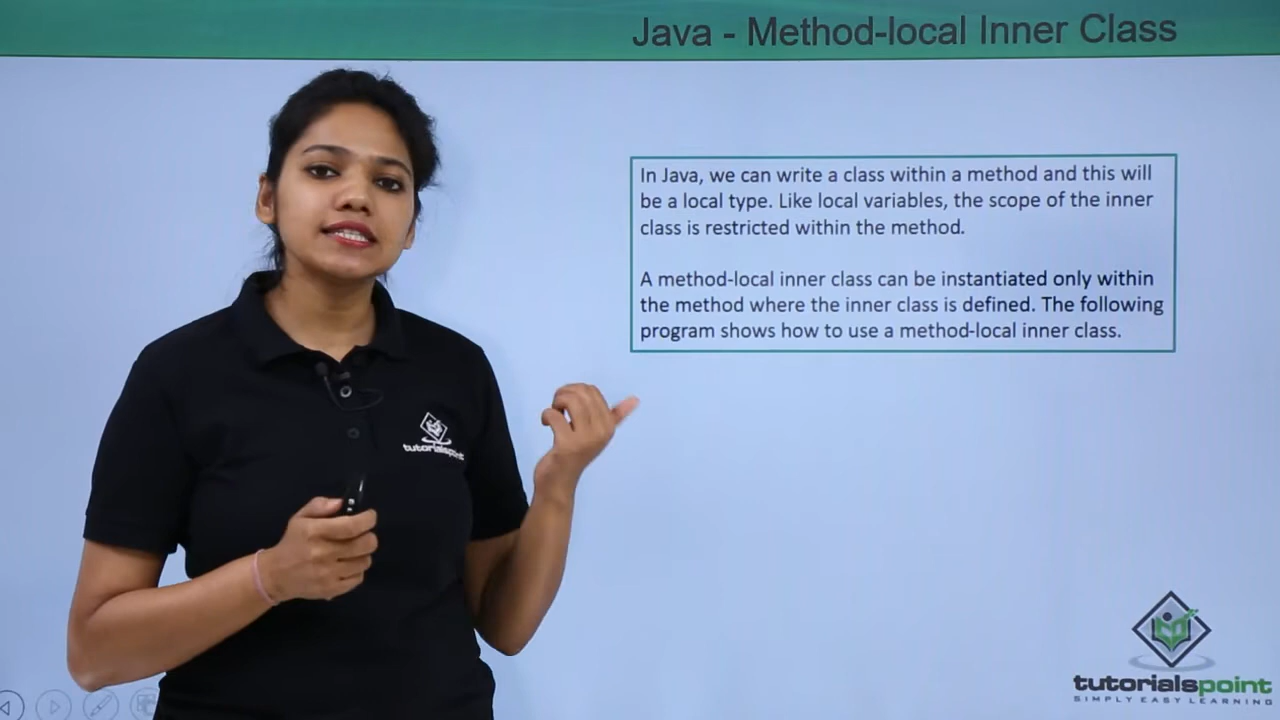 Java - Method-local Inner Class
In Java, we can write a class within a method and this will
be a local type. Like local variables, the scope of the inner
class is restricted within the method.
A method-local inner class can be instantiated only within
the method where the inner class is defined. The following
program shows how to use a method-local inner class.
tutorialspoint
tutorialspoint
SIMPLY EASY LEARNING